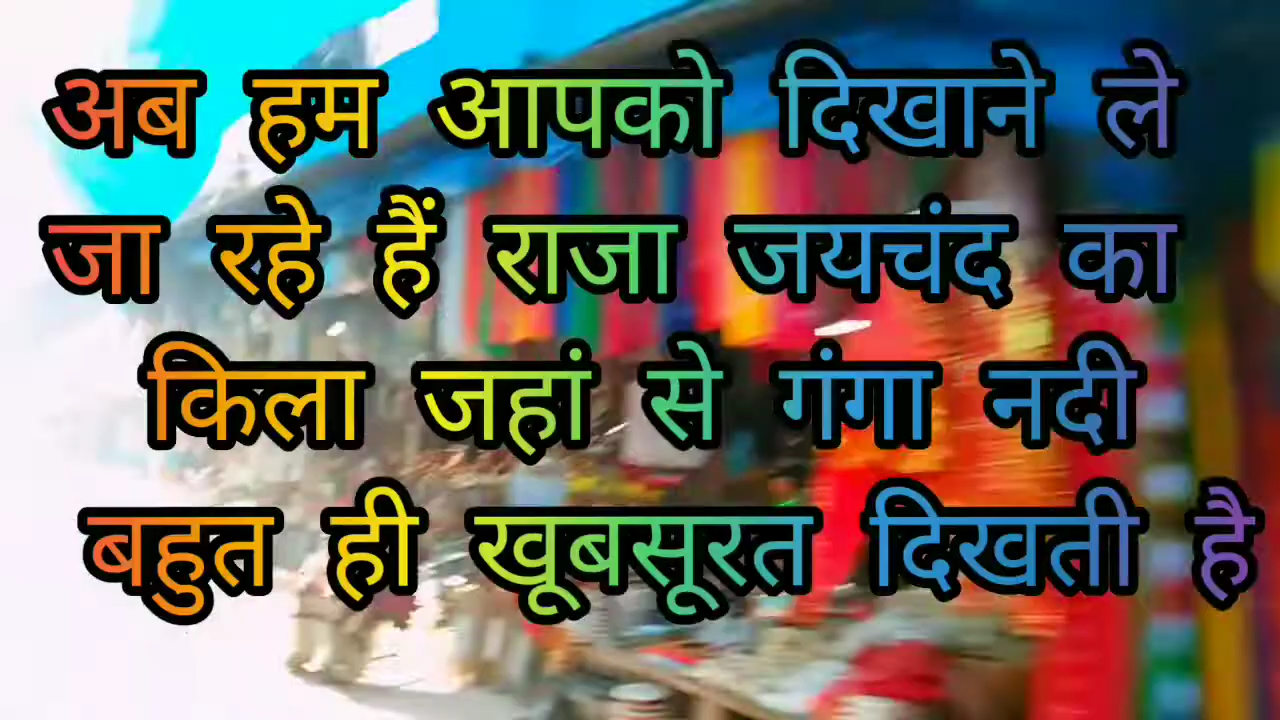 अब हम आपको दिखाने ले
जा रहे हैं राजा जयचंद का
किला जहां से गंगा नदी
बहुत ही खूबसूरत दिखती है